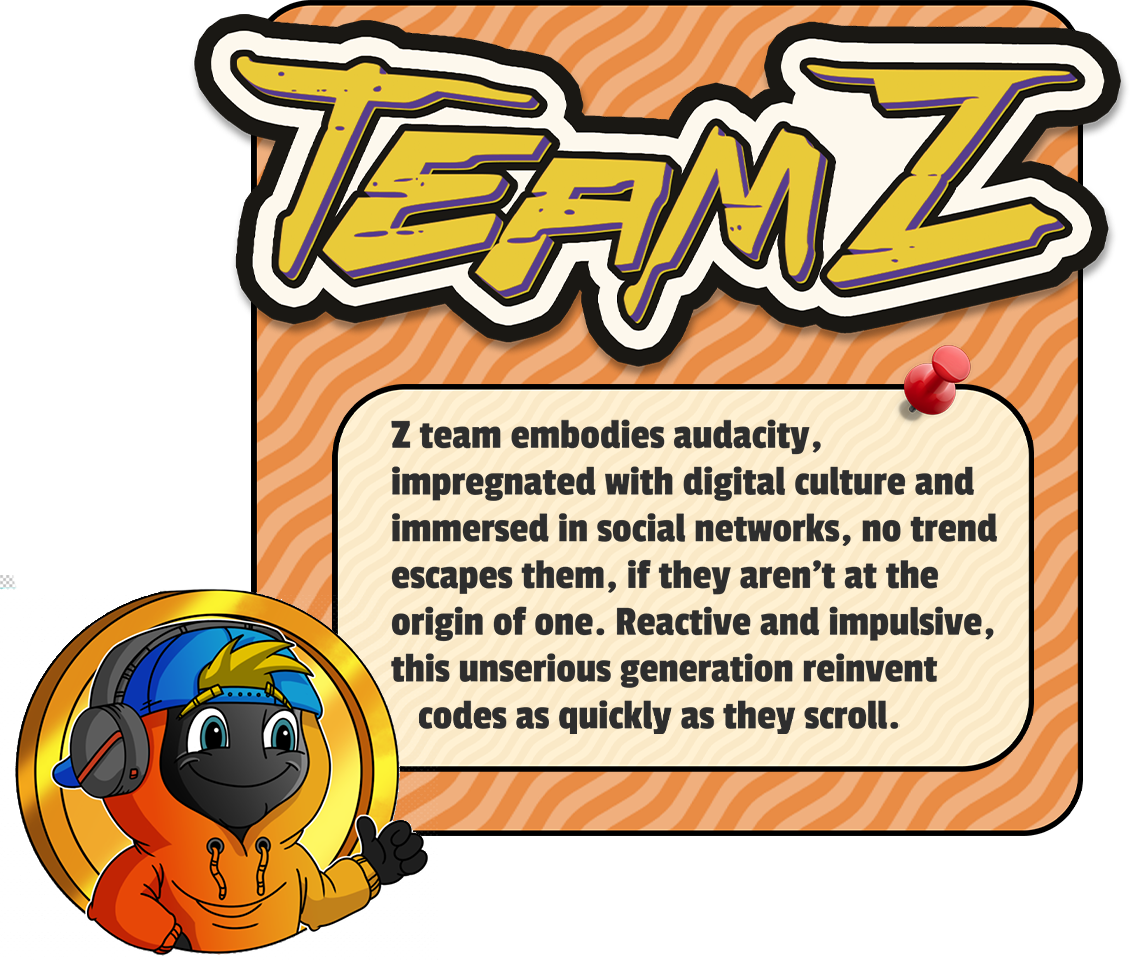 TEAM Z
Z team embodies audacity,
impregnated with digital culture and
immersed in social networks, no trend
escapes them, if they aren’t at the
origin of one. Reactive and impulsive,
this unserious generation reinvent
codes as quickly as they scroll.